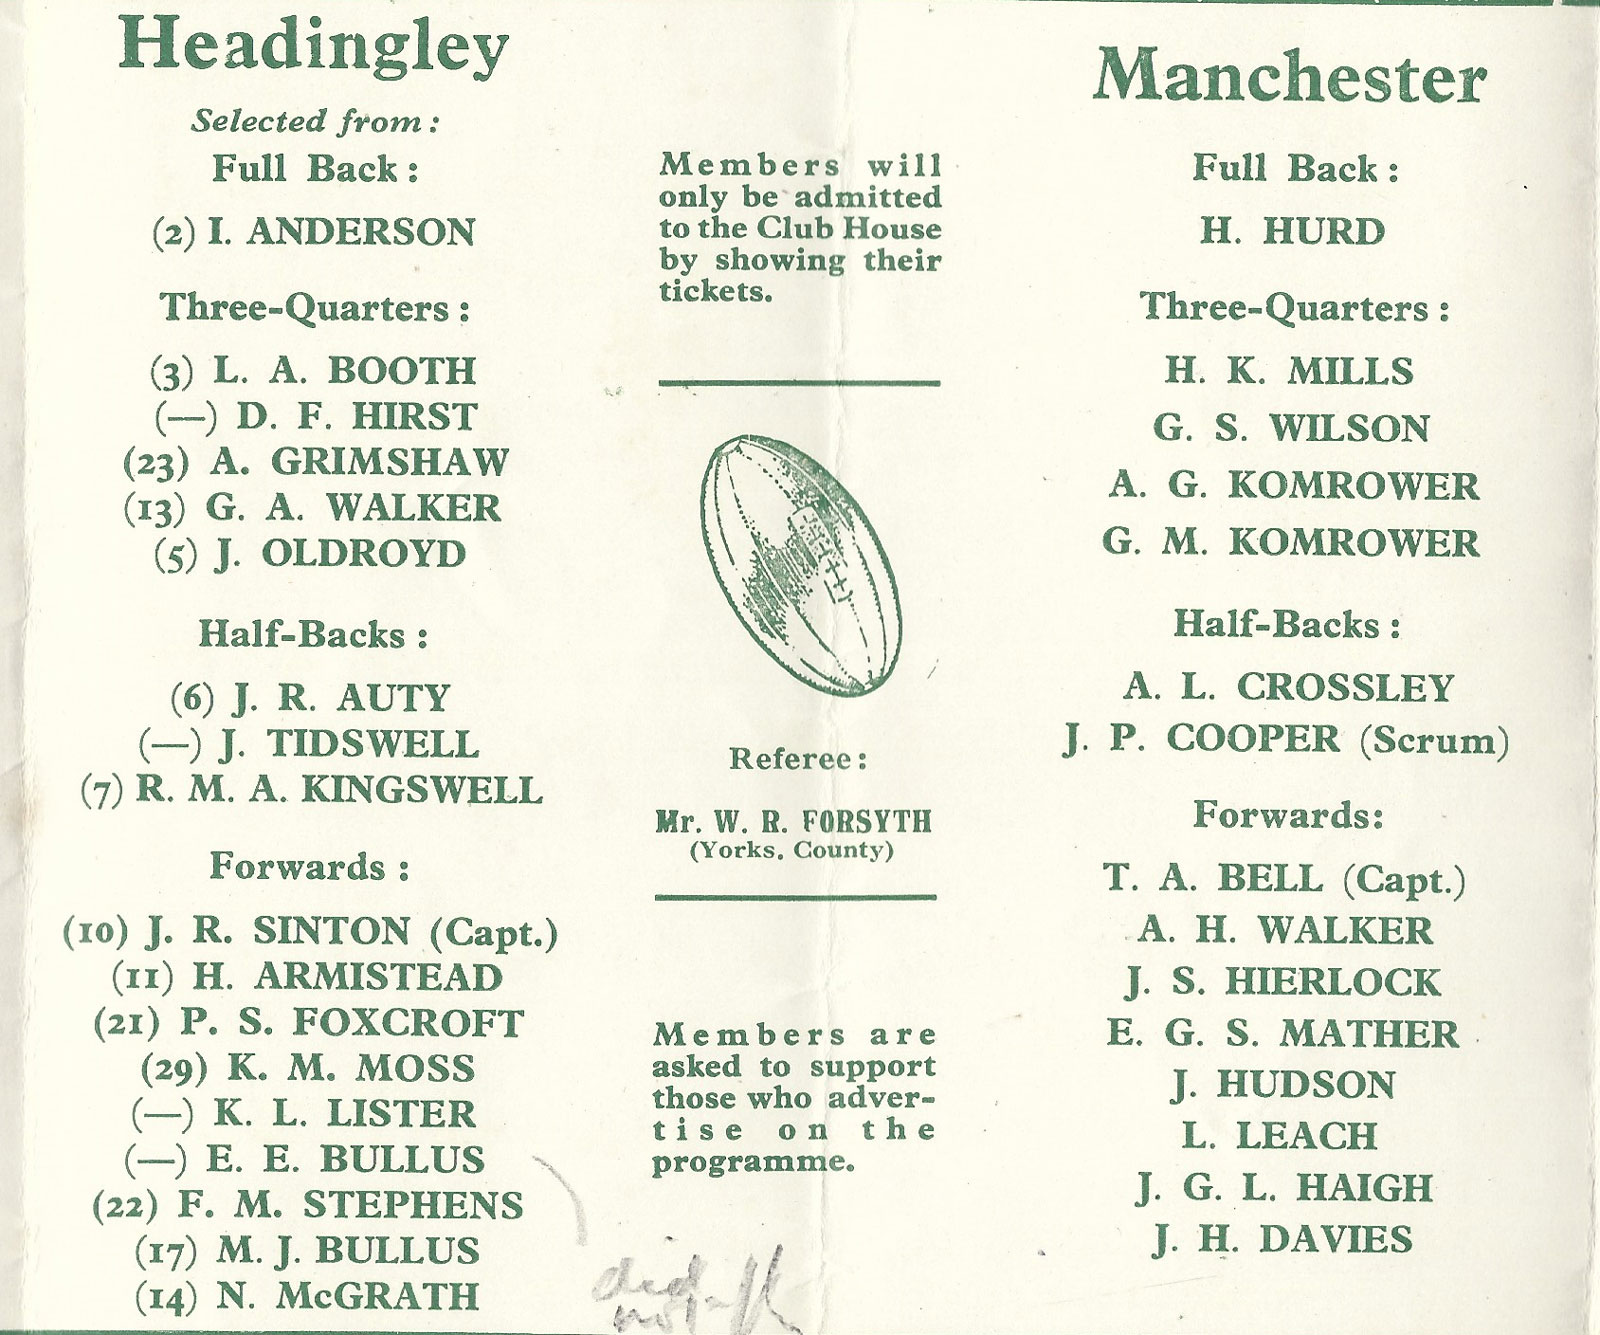 Headingley
Selected from:
Full Back:
(2) I. ANDERSON
Three-Quarters:
(3) L. A. BOOTH
(—) D. F. HIRST
(23) A. GRIMSHAW
(13) G. A. WALKER
(5) J. OLDROYD
Half-Backs:
(6) J. R. AUTY
(—) J. TIDSWELL
(7) R. M. A. KINGSWELL
Forwards:
(10) J. R. SINTON (Capt.)
(11) H. ARMISTEAD
(21) P. S. FOXCROFT
(29) K. M. MOSS
(—) K. L. LISTER
(—) E. E. BULLUS
(22) F. M. STEPHENS
(17) M. J. BULLUS
(14) N. McGRATH
Members will
only be admitted
to the Club House
by showing their
tickets.
Referee:
Mr. W. R. FORSYTH
(Yorks. County)
Members are
asked to support
those who adver-
tise on the
programme.
did
not
Manchester
Full Back:
H. HURD
Three-Quarters:
H. K. MILLS
G. S. WILSON
A. G. KOMROWER
G. M. KOMROWER
Half-Backs:
A. L. CROSSLEY
J. P. COOPER (Scrum)
Forwards:
T. A. BELL (Capt.)
A. H. WALKER
J. S. HIERLOCK
E. G. S. MATHER
J. HUDSON
L. LEACH
J. G. L. HAIGH
J. H. DAVIES